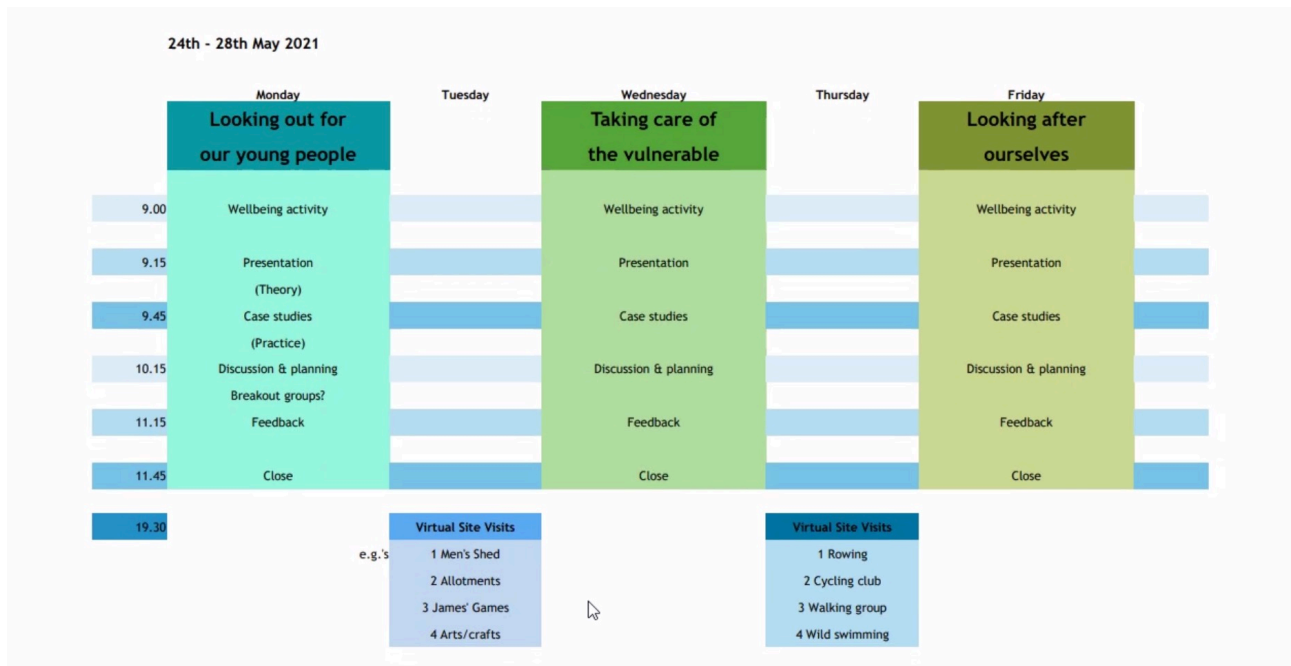 24th - 28th May 2021
Monday Tuesday Wednesday Thursday Friday
Looking out for Taking care of Looking after
our young people the vulnerable ourselves
9.00 Wellbeing activity Wellbeing activity Wellbeing activity
9.15 Presentation Presentation Presentation
(Theory)
9.45 Case studies Case studies Case studies
(Practice)
10.15 Discussion & planning Discussion & planning Discussion & planning
Breakout groups?
11.15 Feedback Feedback Feedback
11.45 Close Close Close
19.30 Virtual Site Visits Virtual Site Visits
e.g.'s 1 Men's Shed 1 Rowing
2 Allotments 2 Cycling club
3 James' Games 3 Walking group
4 Arts/crafts 4 Wild swimming